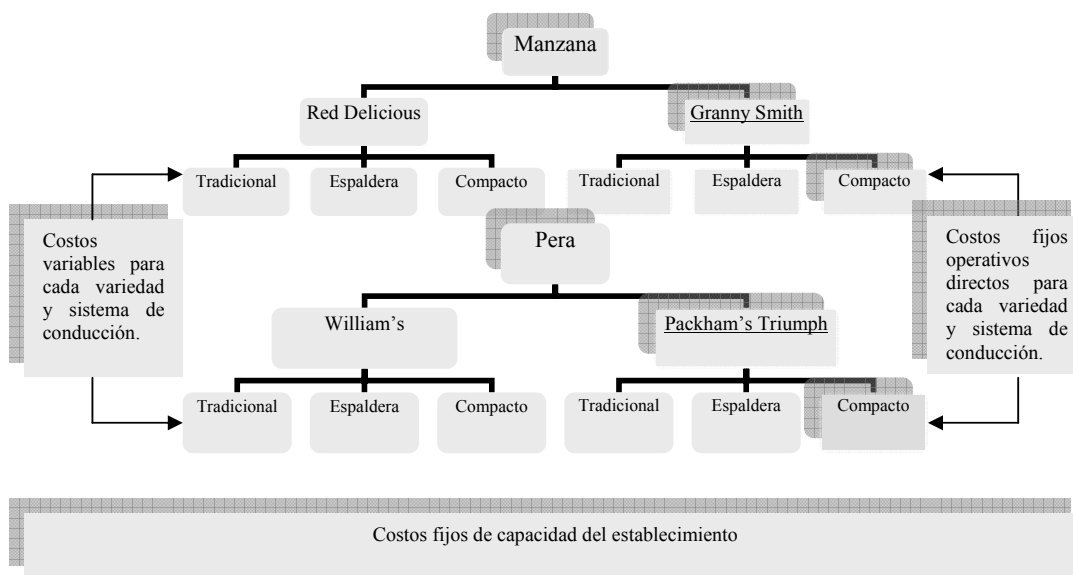 Manzana
Red Delicious
Granny Smith
Tradicional
Espaldera
Compacto
Tradicional
Espaldera
Compacto
Costos
variables para
cada variedad
y sistema de
conducción.
Costos fijos
operativos
directos para
cada variedad
y sistema de
conducción.
Pera
William’s
Packham’s Triumph
Tradicional
Espaldera
Compacto
Tradicional
Espaldera
Compacto
Costos fijos de capacidad del establecimiento